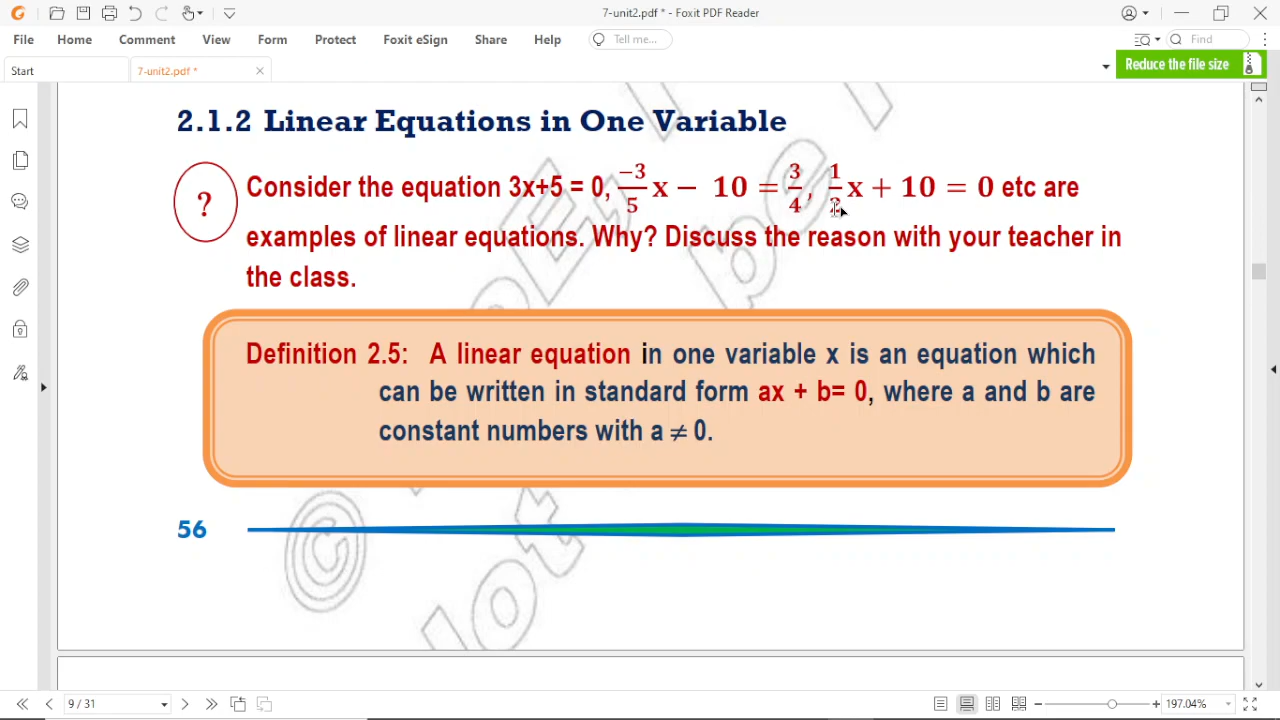 7-unit2.pdf * - Foxit PDF Reader
File Home Comment View Form Protect Foxit eSign Share Help Tell me... Find
Start 7-unit2.pdf * Reduce the file size
2.1.2 Linear Equations in One Variable
? Consider the equation 3x+5 = 0, −3/5 x − 10 = 3/4, 1/2 x + 10 = 0 etc are
examples of linear equations. Why? Discuss the reason with your teacher in
the class.
Definition 2.5: A linear equation in one variable x is an equation which
can be written in standard form ax + b= 0, where a and b are
constant numbers with a ≠ 0.
56
©
not
be
9 / 31 197.04%